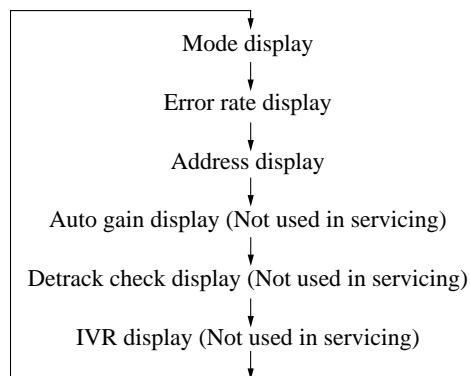 Mode display
Error rate display
Address display
Auto gain display (Not used in servicing)
Detrack check display (Not used in servicing)
IVR display (Not used in servicing)